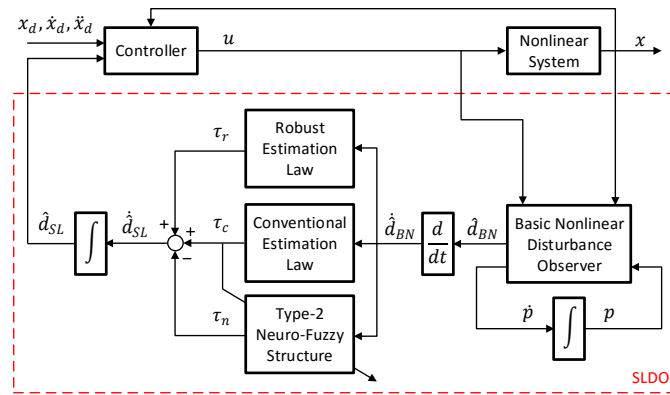 x_d, ẋ_d, ẍ_d
Controller
u
Nonlinear
System
x
τ_r
Robust
Estimation
Law
+
+
−
τ_c
Conventional
Estimation
Law
τ_n
Type-2
Neuro-Fuzzy
Structure
d̂_SL
∫
d̂̇_SL
d̂̇_BN
d/dt
d̂_BN
Basic Nonlinear
Disturbance
Observer
ṗ
∫
p
SLDO